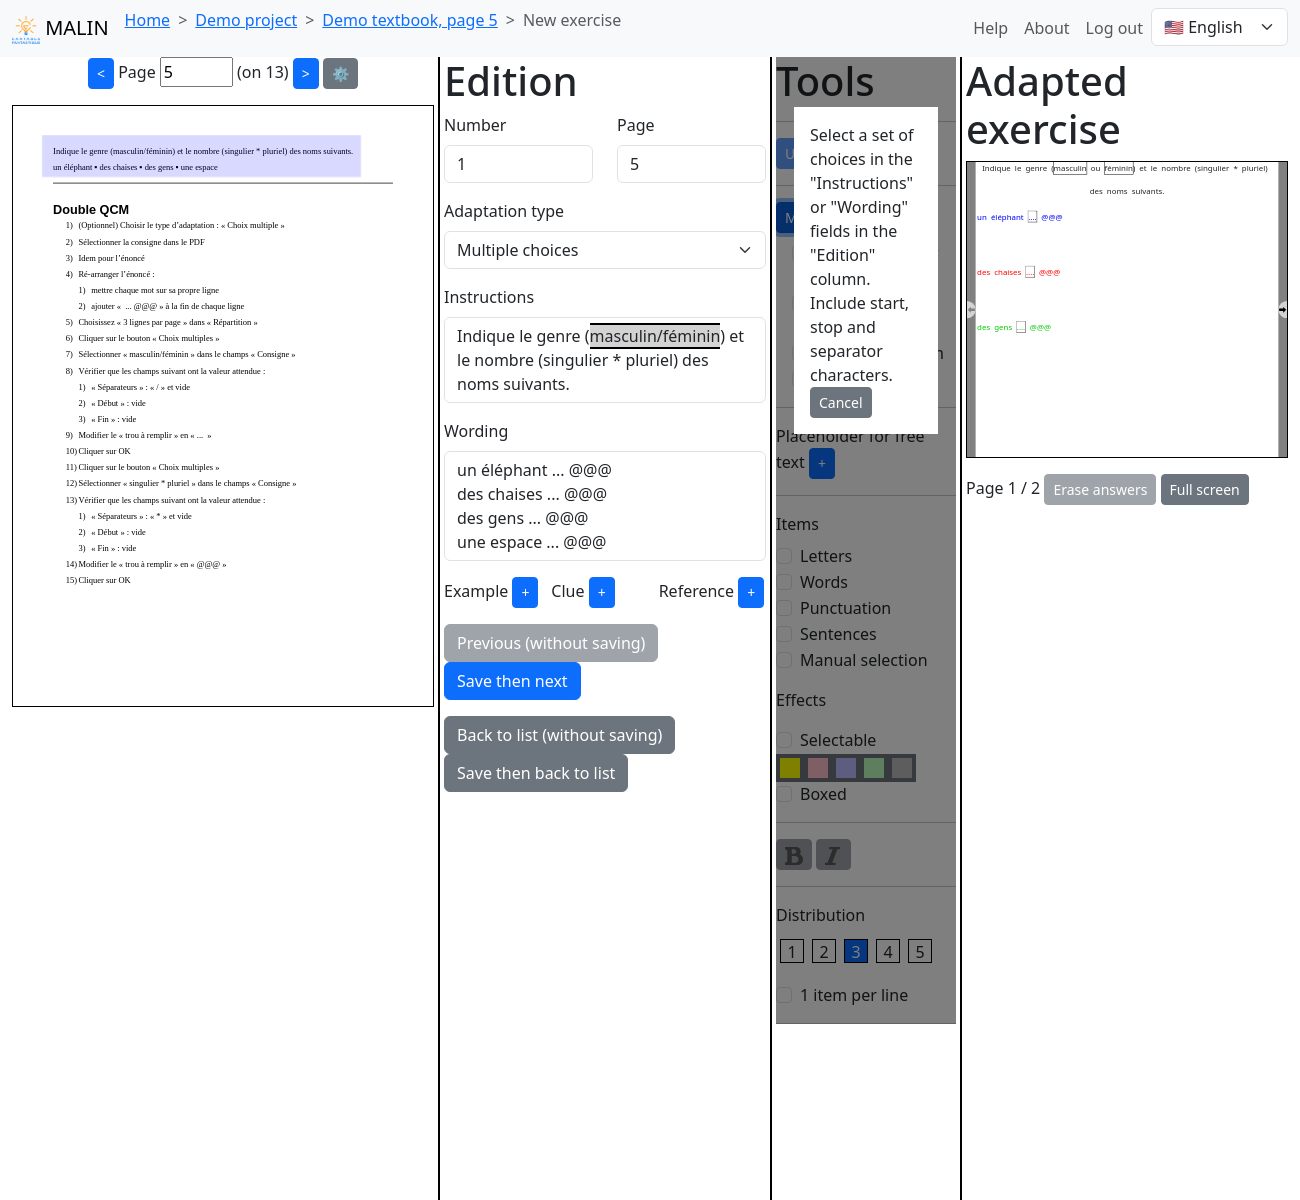 MALIN
Home > Demo project > Demo textbook, page 5 > New exercise
Help About Log out 🇺🇸 English
< Page 5 (on 13) > ⚙️
Indique le genre (masculin/féminin) et le nombre (singulier * pluriel) des noms suivants.
un éléphant • des chaises • des gens • une espace
Double QCM
1) (Optionnel) Choisir le type d’adaptation : « Choix multiple »
2) Sélectionner la consigne dans le PDF
3) Idem pour l’énoncé
4) Ré-arranger l’énoncé :
1) mettre chaque mot sur sa propre ligne
2) ajouter « ... @@@ » à la fin de chaque ligne
5) Choisissez « 3 lignes par page » dans « Répartition »
6) Cliquer sur le bouton « Choix multiples »
7) Sélectionner « masculin/féminin » dans le champs « Consigne »
8) Vérifier que les champs suivant ont la valeur attendue :
1) « Séparateurs » : « / » et vide
2) « Début » : vide
3) « Fin » : vide
9) Modifier le « trou à remplir » en « ... »
10) Cliquer sur OK
11) Cliquer sur le bouton « Choix multiples »
12) Sélectionner « singulier * pluriel » dans le champs « Consigne »
13) Vérifier que les champs suivant ont la valeur attendue :
1) « Séparateurs » : « * » et vide
2) « Début » : vide
3) « Fin » : vide
14) Modifier le « trou à remplir » en « @@@ »
15) Cliquer sur OK
Edition
Number
Page
1
5
Adaptation type
Multiple choices
Instructions
Indique le genre (masculin/féminin) et
le nombre (singulier * pluriel) des
noms suivants.
Wording
un éléphant ... @@@
des chaises ... @@@
des gens ... @@@
une espace ... @@@
Example + Clue + Reference +
Previous (without saving)
Save then next
Back to list (without saving)
Save then back to list
Tools
Select a set of
choices in the
"Instructions"
or "Wording"
fields in the
"Edition"
column.
Include start,
stop and
separator
characters.
Cancel
Placeholder for free
text +
Items
Letters
Words
Punctuation
Sentences
Manual selection
Effects
Selectable
Boxed
B I
Distribution
1 2 3 4 5
1 item per line
Adapted
exercise
Indique le genre (masculin ou féminin) et le nombre (singulier * pluriel)
des noms suivants.
un éléphant .... @@@
des chaises .... @@@
des gens .... @@@
Page 1 / 2 Erase answers Full screen